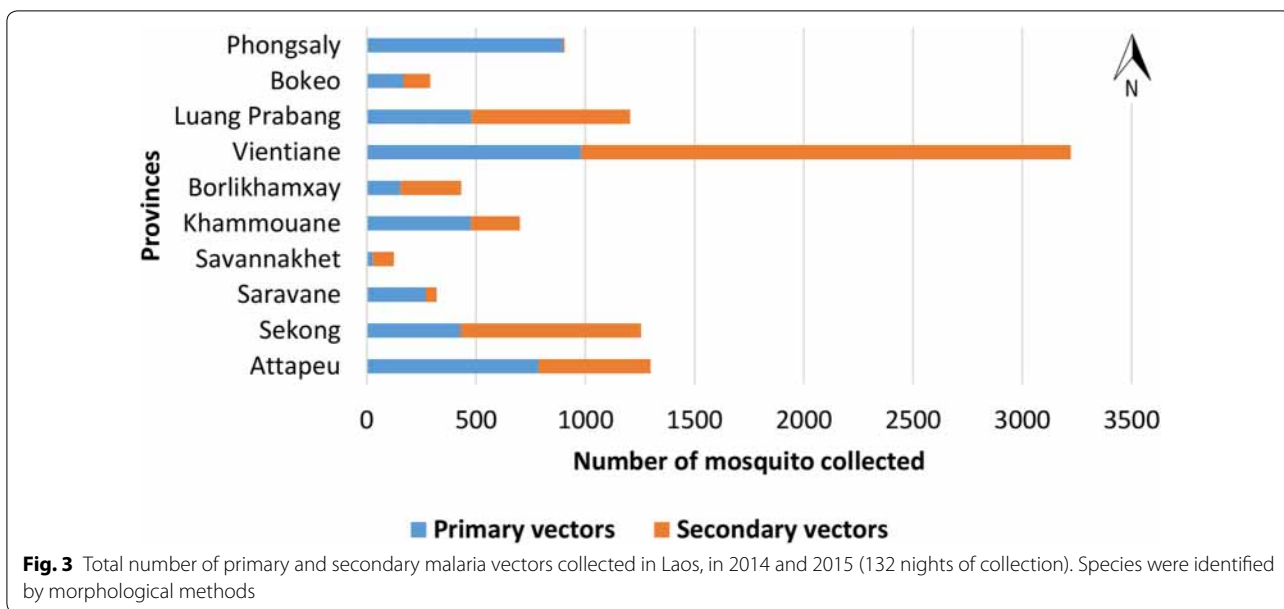 Phongsaly
Bokeo
Luang Prabang
Vientiane
Borlikhamxay
Khammouane
Savannakhet
Saravane
Sekong
Attapeu
Provinces
N
0 500 1000 1500 2000 2500 3000 3500
Number of mosquito collected
Primary vectors Secondary vectors
Fig. 3 Total number of primary and secondary malaria vectors collected in Laos, in 2014 and 2015 (132 nights of collection). Species were identified
by morphological methods